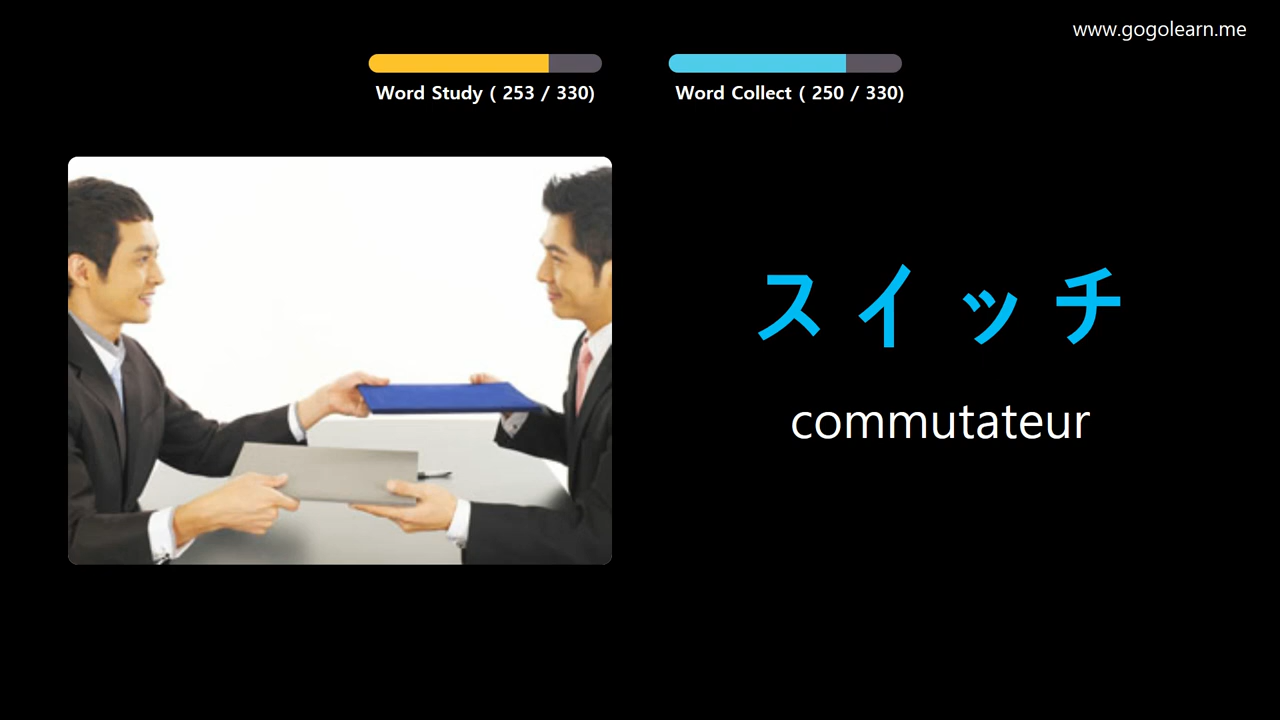 www.gogolearn.me
Word Study ( 253 / 330)
Word Collect ( 250 / 330)
スイッチ
commutateur